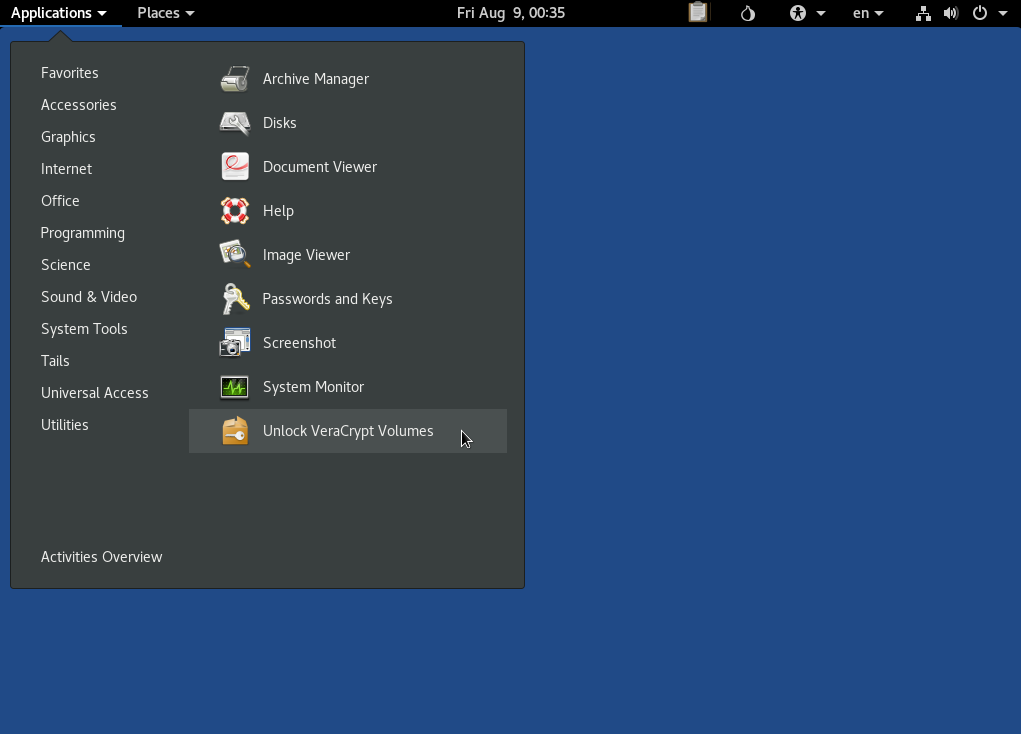 Applications Places Fri Aug 9, 00:35 en
Favorites
Accessories
Graphics
Internet
Office
Programming
Science
Sound & Video
System Tools
Tails
Universal Access
Utilities
Activities Overview
Archive Manager
Disks
Document Viewer
Help
Image Viewer
Passwords and Keys
Screenshot
System Monitor
Unlock VeraCrypt Volumes